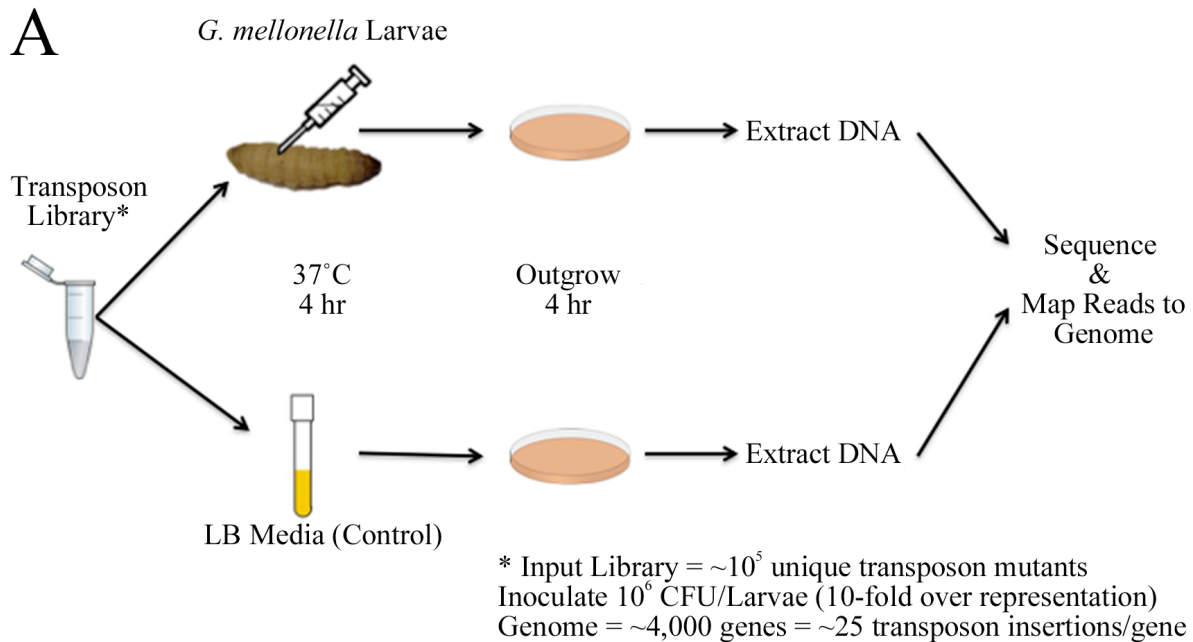 A
G. mellonella Larvae
Transposon
Library*
37°C
4 hr
Outgrow
4 hr
Extract DNA
Sequence
&
Map Reads to
Genome
LB Media (Control)
Extract DNA
* Input Library = ~10⁵ unique transposon mutants
Inoculate 10⁶ CFU/Larvae (10-fold over representation)
Genome = ~4,000 genes = ~25 transposon insertions/gene